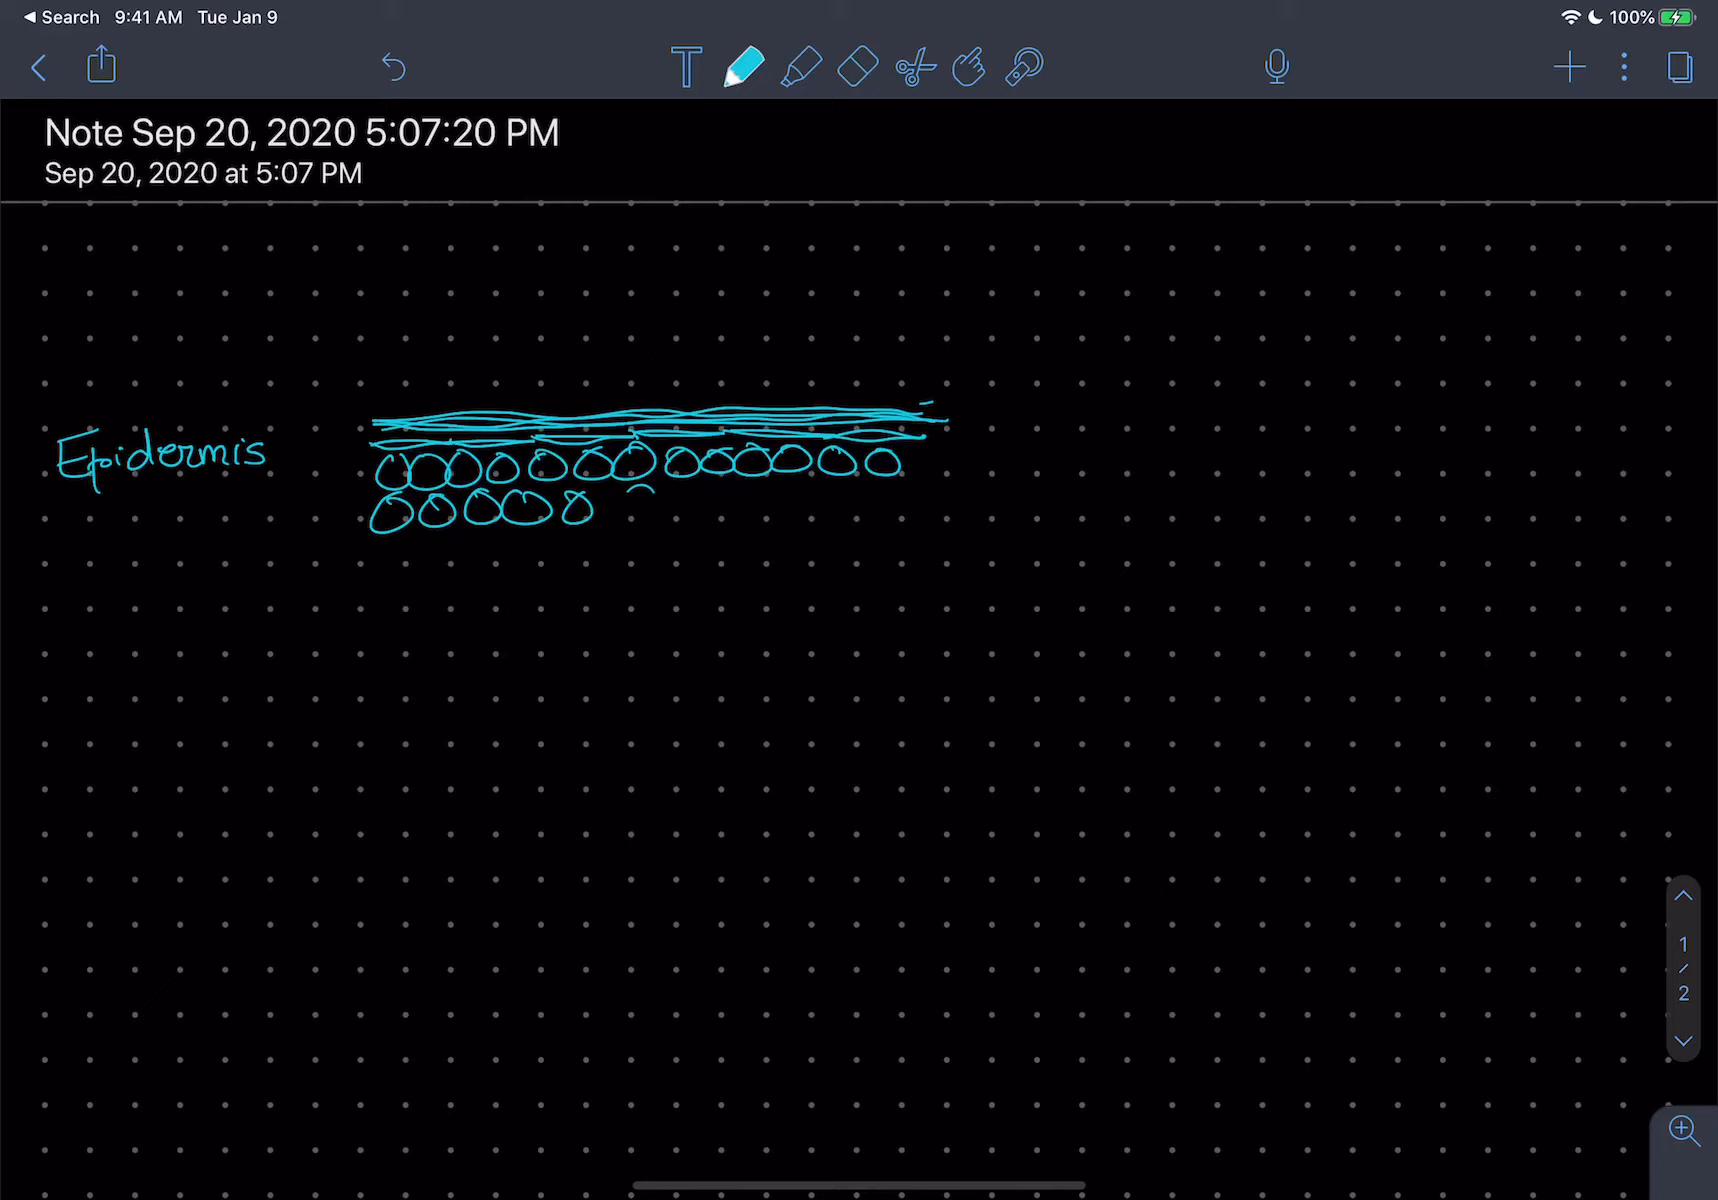 Search 9:41 AM Tue Jan 9 100%
Note Sep 20, 2020 5:07:20 PM
Sep 20, 2020 at 5:07 PM
Epidermis
1
/
2